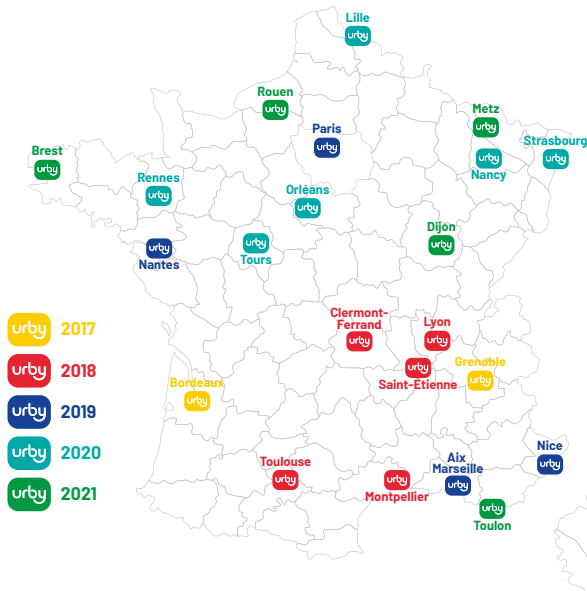 Lille
urby
Rouen
urby
Metz
urby
Paris
urby
Strasbourg
urby
urby
Nancy
Brest
urby
Rennes
urby
Orléans
urby
Dijon
urby
urby
Tours
urby
Nantes
Clermont-
Ferrand
urby
Lyon
urby
urby
Saint-Étienne
Grenoble
urby
Bordeaux
urby
Nice
urby
Aix
Marseille
urby
Toulouse
urby
urby
Montpellier
urby
Toulon
urby 2017
urby 2018
urby 2019
urby 2020
urby 2021